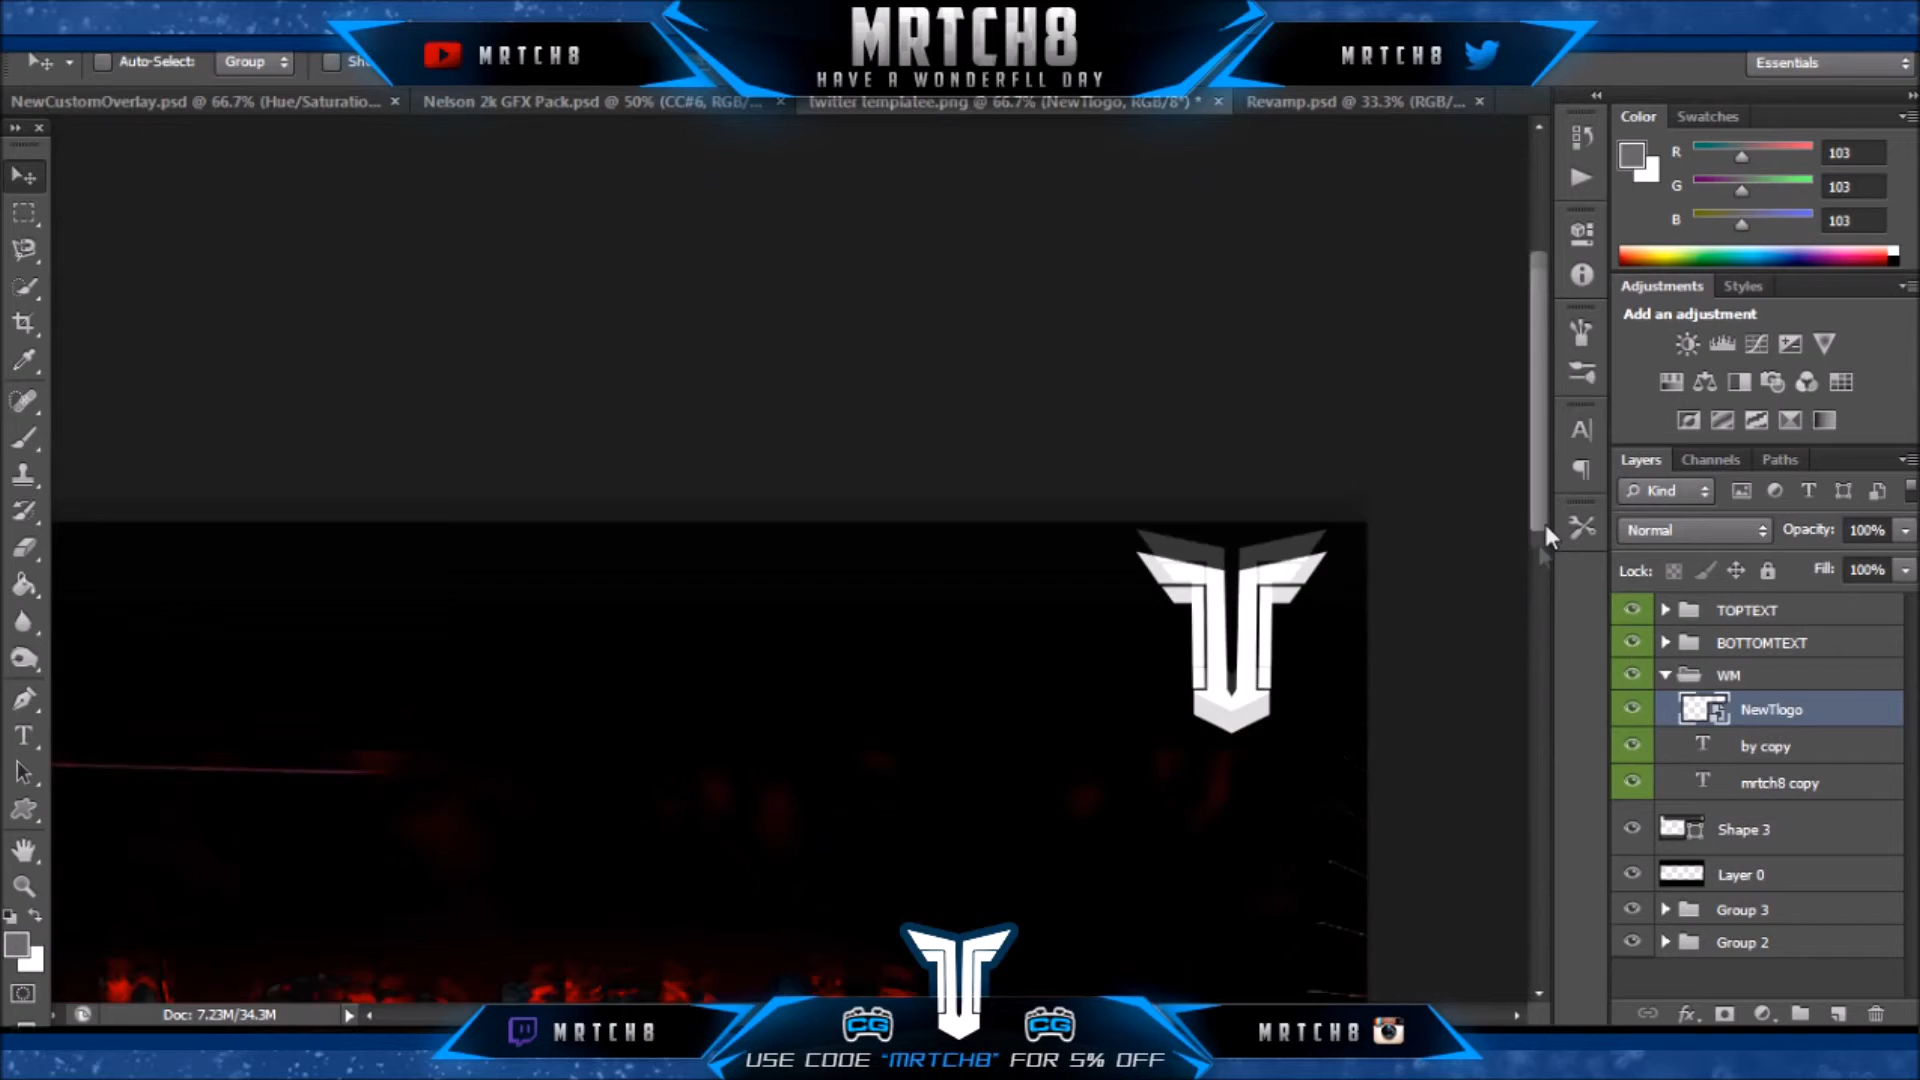 MRTCH8
HAVE A WONDERFLL DAY
MRTCH8
MRTCH8
Auto-Select:
Group
Sh
Essentials
NewCustomOverlay.psd @ 66.7% (Hue/Saturatio... ×
Nelson 2k GFX Pack.psd @ 50% (CC#6, RGB/... ×
twitter templatee.png @ 66.7% (NewTlogo, RGB/8*) * ×
Revamp.psd @ 33.3% (RGB/... ×
Color
Swatches
R
103
G
103
B
103
Adjustments
Styles
Add an adjustment
Layers
Channels
Paths
Kind
Normal
Opacity:
100%
Lock:
Fill:
100%
TOPTEXT
BOTTOMTEXT
WM
NewTlogo
by copy
mrtch8 copy
Shape 3
Layer 0
Group 3
Group 2
Doc: 7.23M/34.3M
MRTCH8
CG
CG
MRTCH8
USE CODE "MRTCH8" FOR 5% OFF